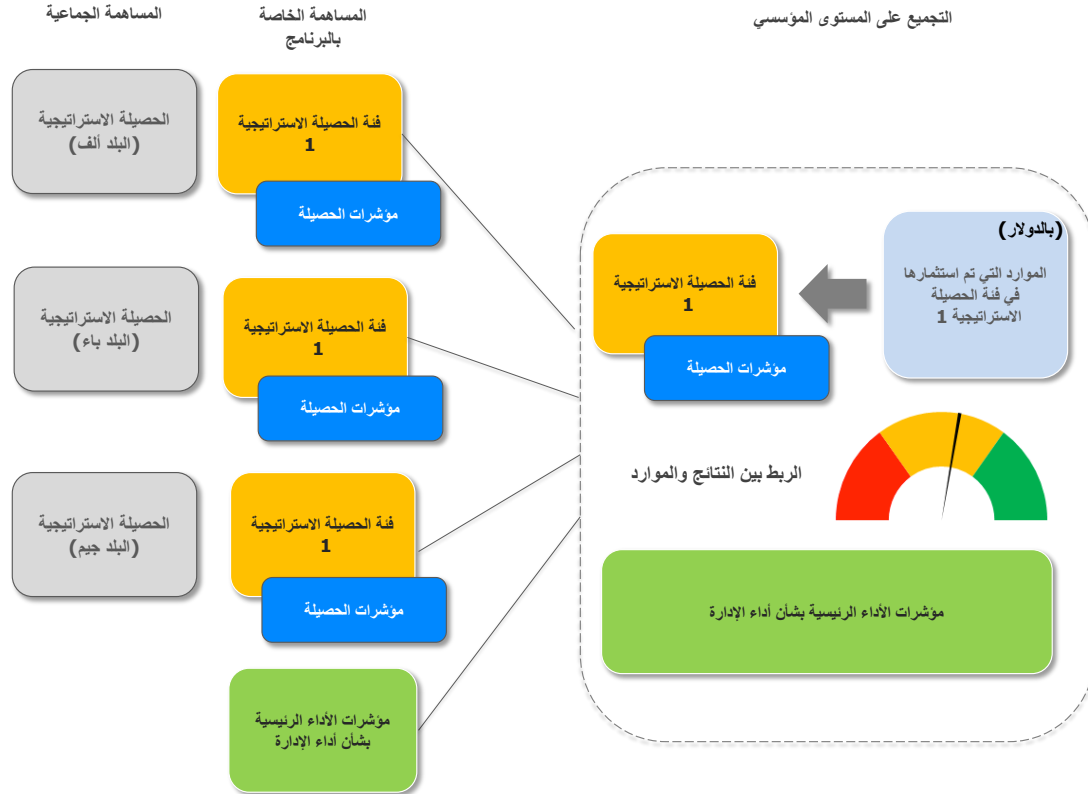 المساهمة الجماعية
المساهمة الخاصة
بالبرنامج
التجميع على المستوى المؤسسي
الحصيلة الاستراتيجية
(البلد ألف)
فئة الحصيلة الاستراتيجية
1
مؤشرات الحصيلة
الحصيلة الاستراتيجية
(البلد باء)
فئة الحصيلة الاستراتيجية
1
مؤشرات الحصيلة
الحصيلة الاستراتيجية
(البلد جيم)
فئة الحصيلة الاستراتيجية
1
مؤشرات الحصيلة
مؤشرات الأداء الرئيسية
بشأن أداء الإدارة
(بالدولار)
الموارد التي تم استثمارها
في فئة الحصيلة
الاستراتيجية 1
فئة الحصيلة الاستراتيجية
1
مؤشرات الحصيلة
الربط بين النتائج والموارد
مؤشرات الأداء الرئيسية بشأن أداء الإدارة